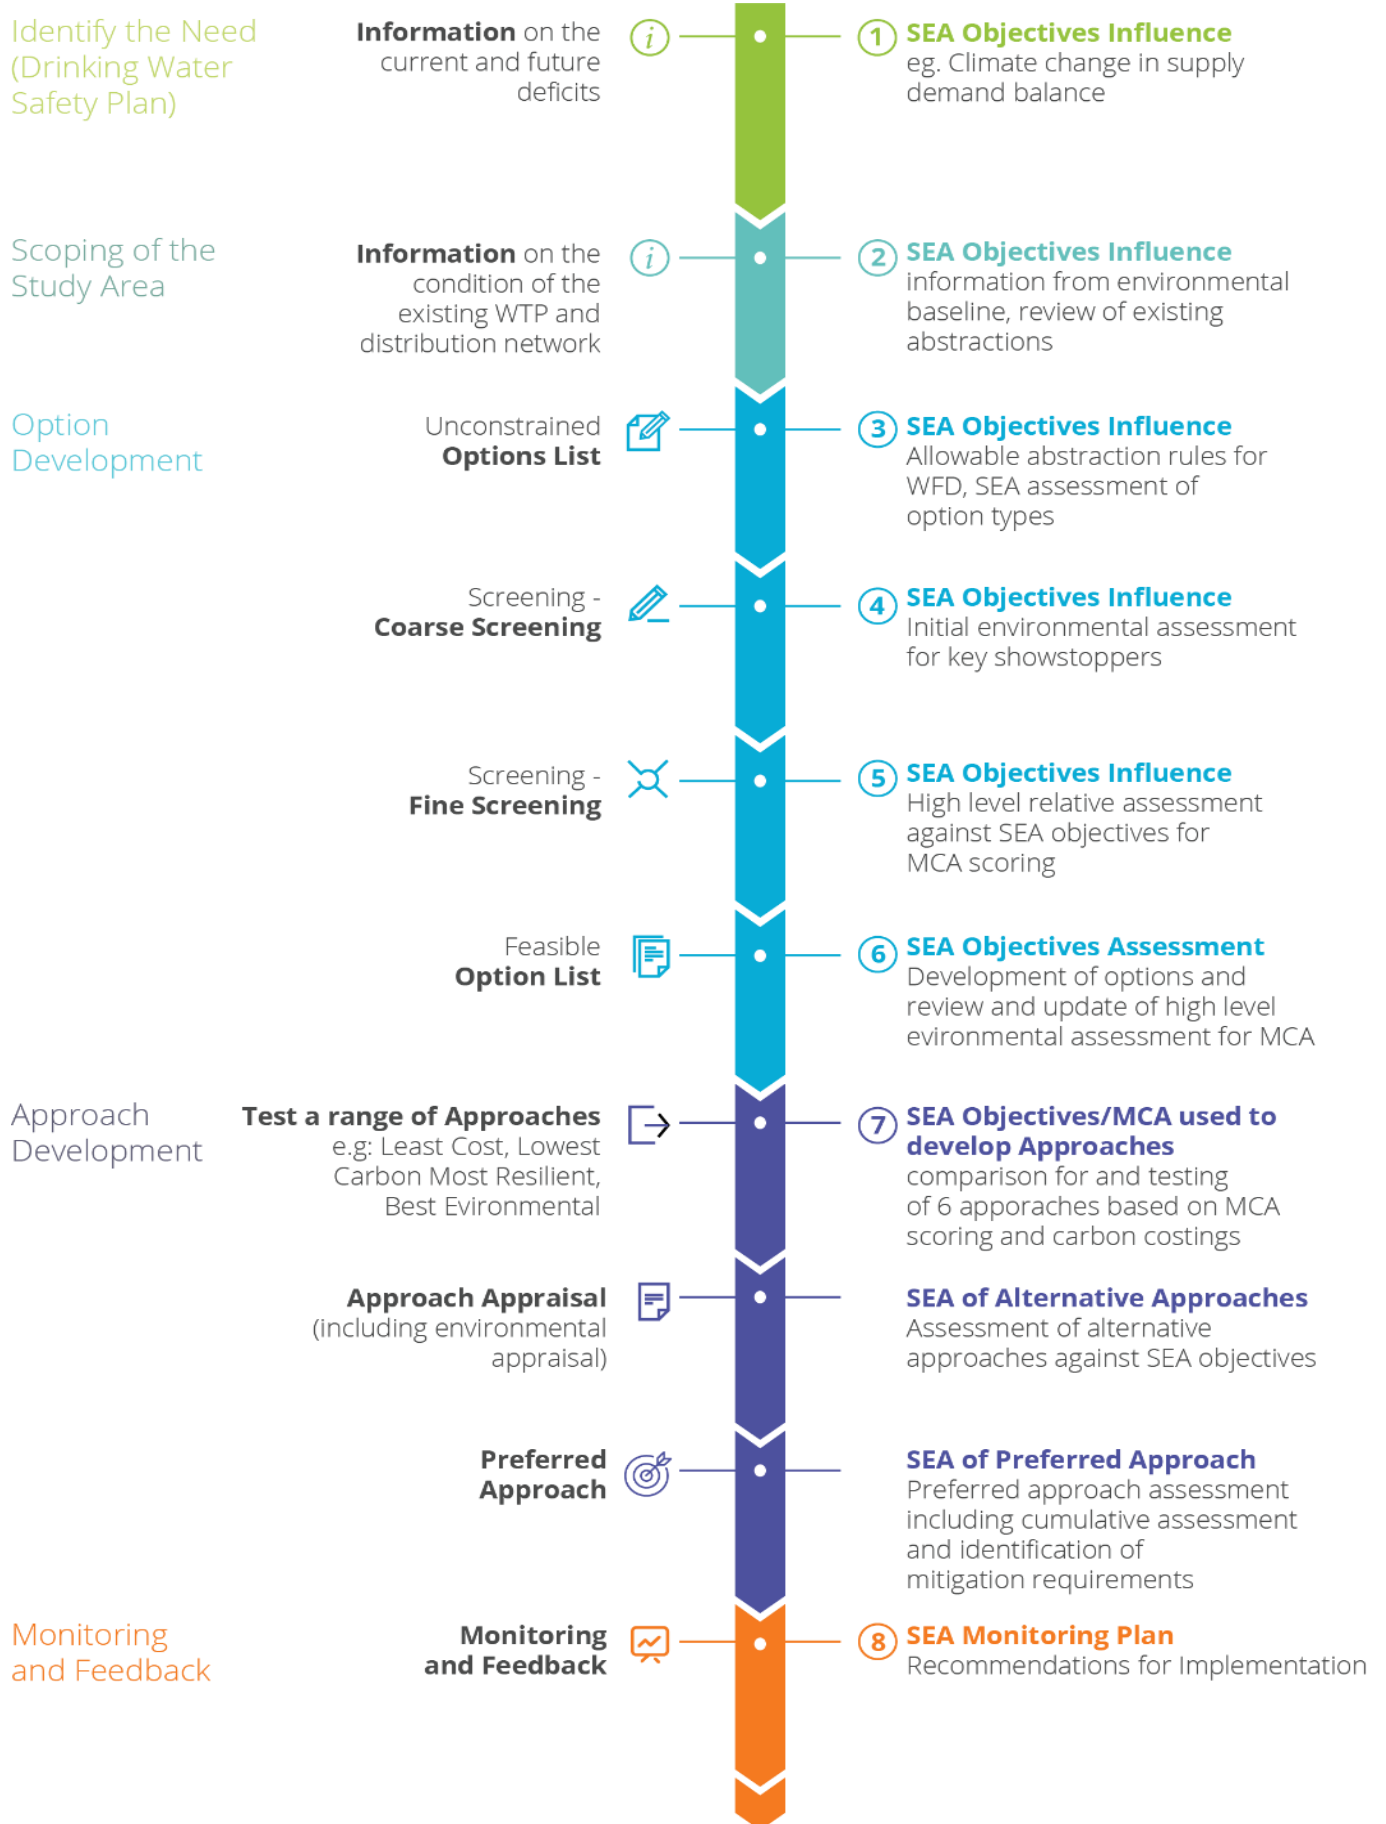 Identify the Need
(Drinking Water
Safety Plan)
Information on the
current and future
deficits
i
1
SEA Objectives Influence
eg. Climate change in supply
demand balance
Scoping of the
Study Area
Information on the
condition of the
existing WTP and
distribution network
i
2
SEA Objectives Influence
information from environmental
baseline, review of existing
abstractions
Option
Development
Unconstrained
Options List
3
SEA Objectives Influence
Allowable abstraction rules for
WFD, SEA assessment of
option types
Screening -
Coarse Screening
4
SEA Objectives Influence
Initial environmental assessment
for key showstoppers
Screening -
Fine Screening
5
SEA Objectives Influence
High level relative assessment
against SEA objectives for
MCA scoring
Feasible
Option List
6
SEA Objectives Assessment
Development of options and
review and update of high level
evironmental assessment for MCA
Approach
Development
Test a range of Approaches
e.g: Least Cost, Lowest
Carbon Most Resilient,
Best Evironmental
7
SEA Objectives/MCA used to
develop Approaches
comparison for and testing
of 6 apporaches based on MCA
scoring and carbon costings
Approach Appraisal
(including environmental
appraisal)
SEA of Alternative Approaches
Assessment of alternative
approaches against SEA objectives
Preferred
Approach
SEA of Preferred Approach
Preferred approach assessment
including cumulative assessment
and identification of
mitigation requirements
Monitoring
and Feedback
Monitoring
and Feedback
8
SEA Monitoring Plan
Recommendations for Implementation